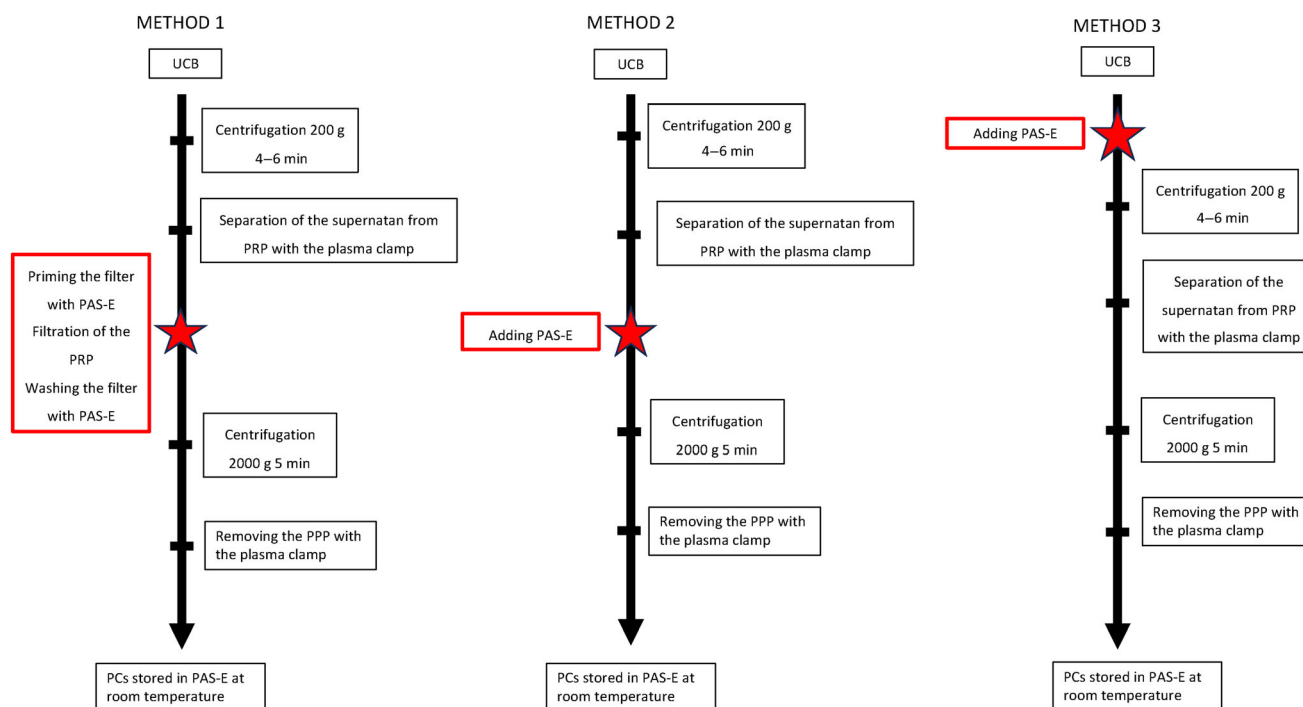 METHOD 1
UCB
Centrifugation 200 g
4–6 min
Separation of the supernatan from
PRP with the plasma clamp
Priming the filter
with PAS-E
Filtration of the
PRP
Washing the filter
with PAS-E
Centrifugation
2000 g 5 min
Removing the PPP with
the plasma clamp
PCs stored in PAS-E at
room temperature
METHOD 2
UCB
Centrifugation 200 g
4–6 min
Separation of the supernatan from
PRP with the plasma clamp
Adding PAS-E
Centrifugation
2000 g 5 min
Removing the PPP with
the plasma clamp
PCs stored in PAS-E at
room temperature
METHOD 3
UCB
Adding PAS-E
Centrifugation 200 g
4–6 min
Separation of the
supernatan from PRP
with the plasma clamp
Centrifugation
2000 g 5 min
Removing the PPP with
the plasma clamp
PCs stored in PAS-E at
room temperature